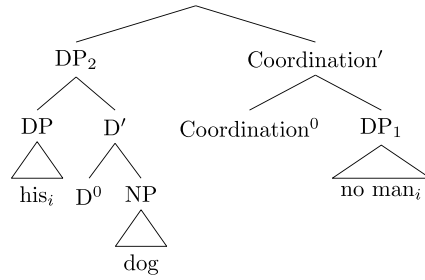 DP₂ Coordination′
DP D′ Coordination⁰ DP₁
hisᵢ D⁰ NP no manᵢ
dog